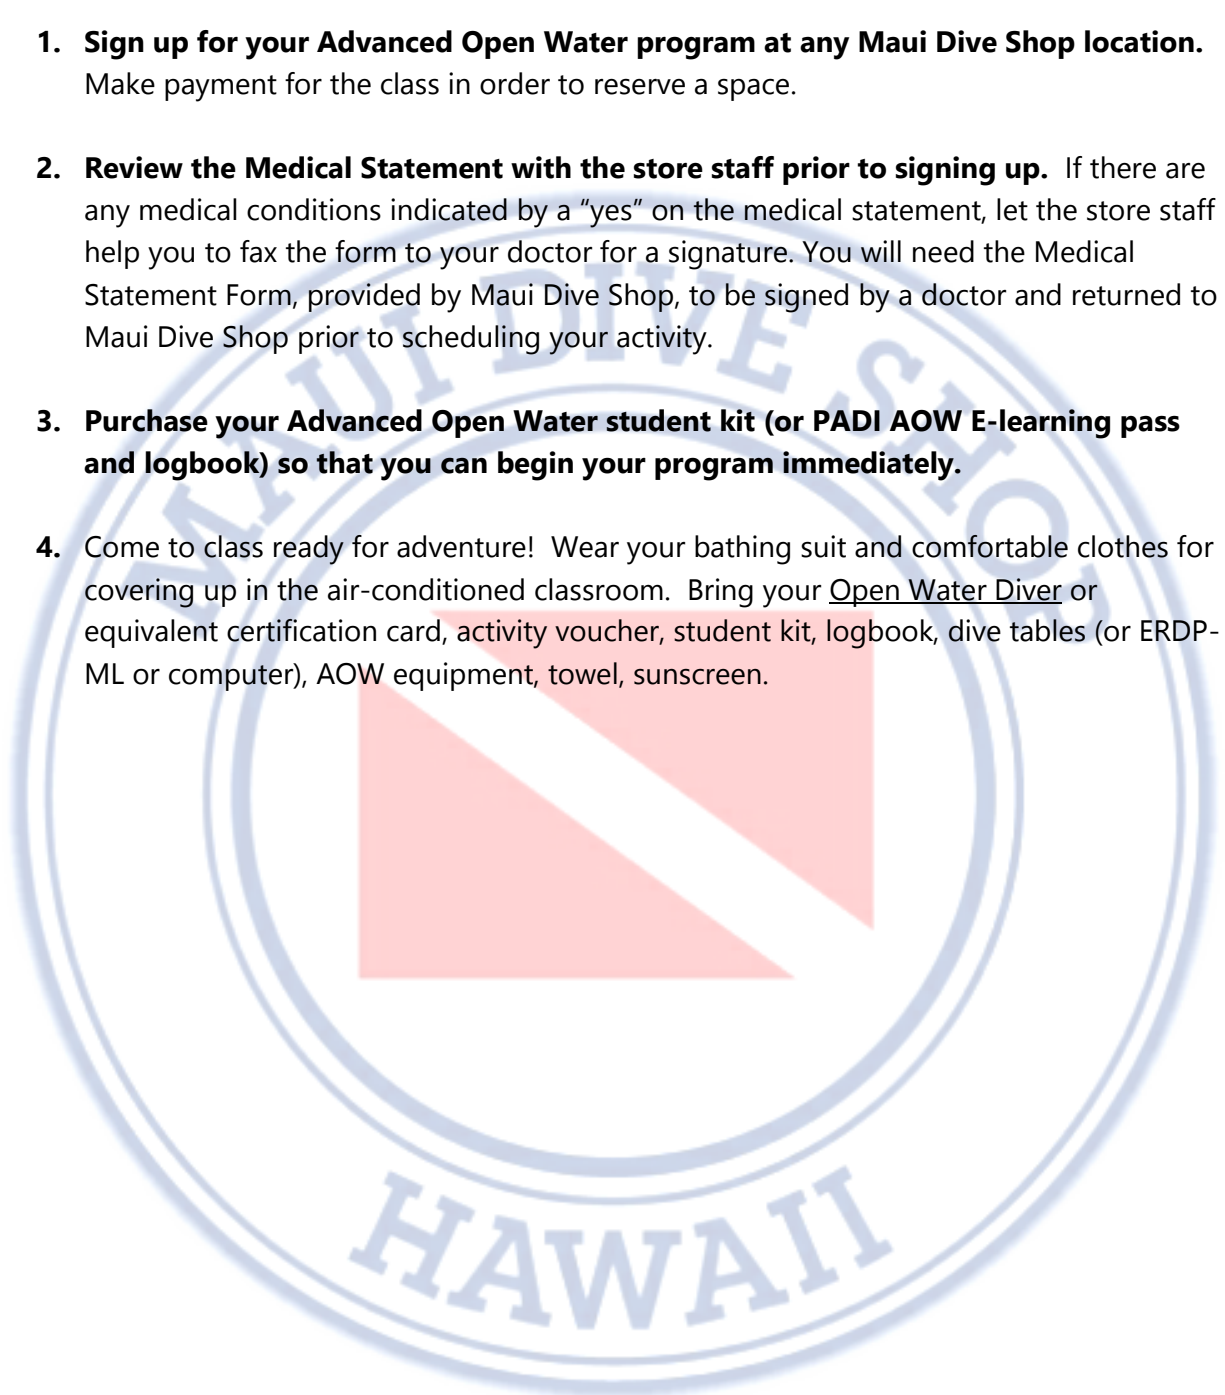 1. Sign up for your Advanced Open Water program at any Maui Dive Shop location.
Make payment for the class in order to reserve a space.
2. Review the Medical Statement with the store staff prior to signing up.  If there are
any medical conditions indicated by a “yes” on the medical statement, let the store staff
help you to fax the form to your doctor for a signature. You will need the Medical
Statement Form, provided by Maui Dive Shop, to be signed by a doctor and returned to
Maui Dive Shop prior to scheduling your activity.
3. Purchase your Advanced Open Water student kit (or PADI AOW E-learning pass
and logbook) so that you can begin your program immediately.
4. Come to class ready for adventure!  Wear your bathing suit and comfortable clothes for
covering up in the air-conditioned classroom.  Bring your Open Water Diver or
equivalent certification card, activity voucher, student kit, logbook, dive tables (or ERDP-
ML or computer), AOW equipment, towel, sunscreen.
MAUI DIVE SHOP
HAWAII